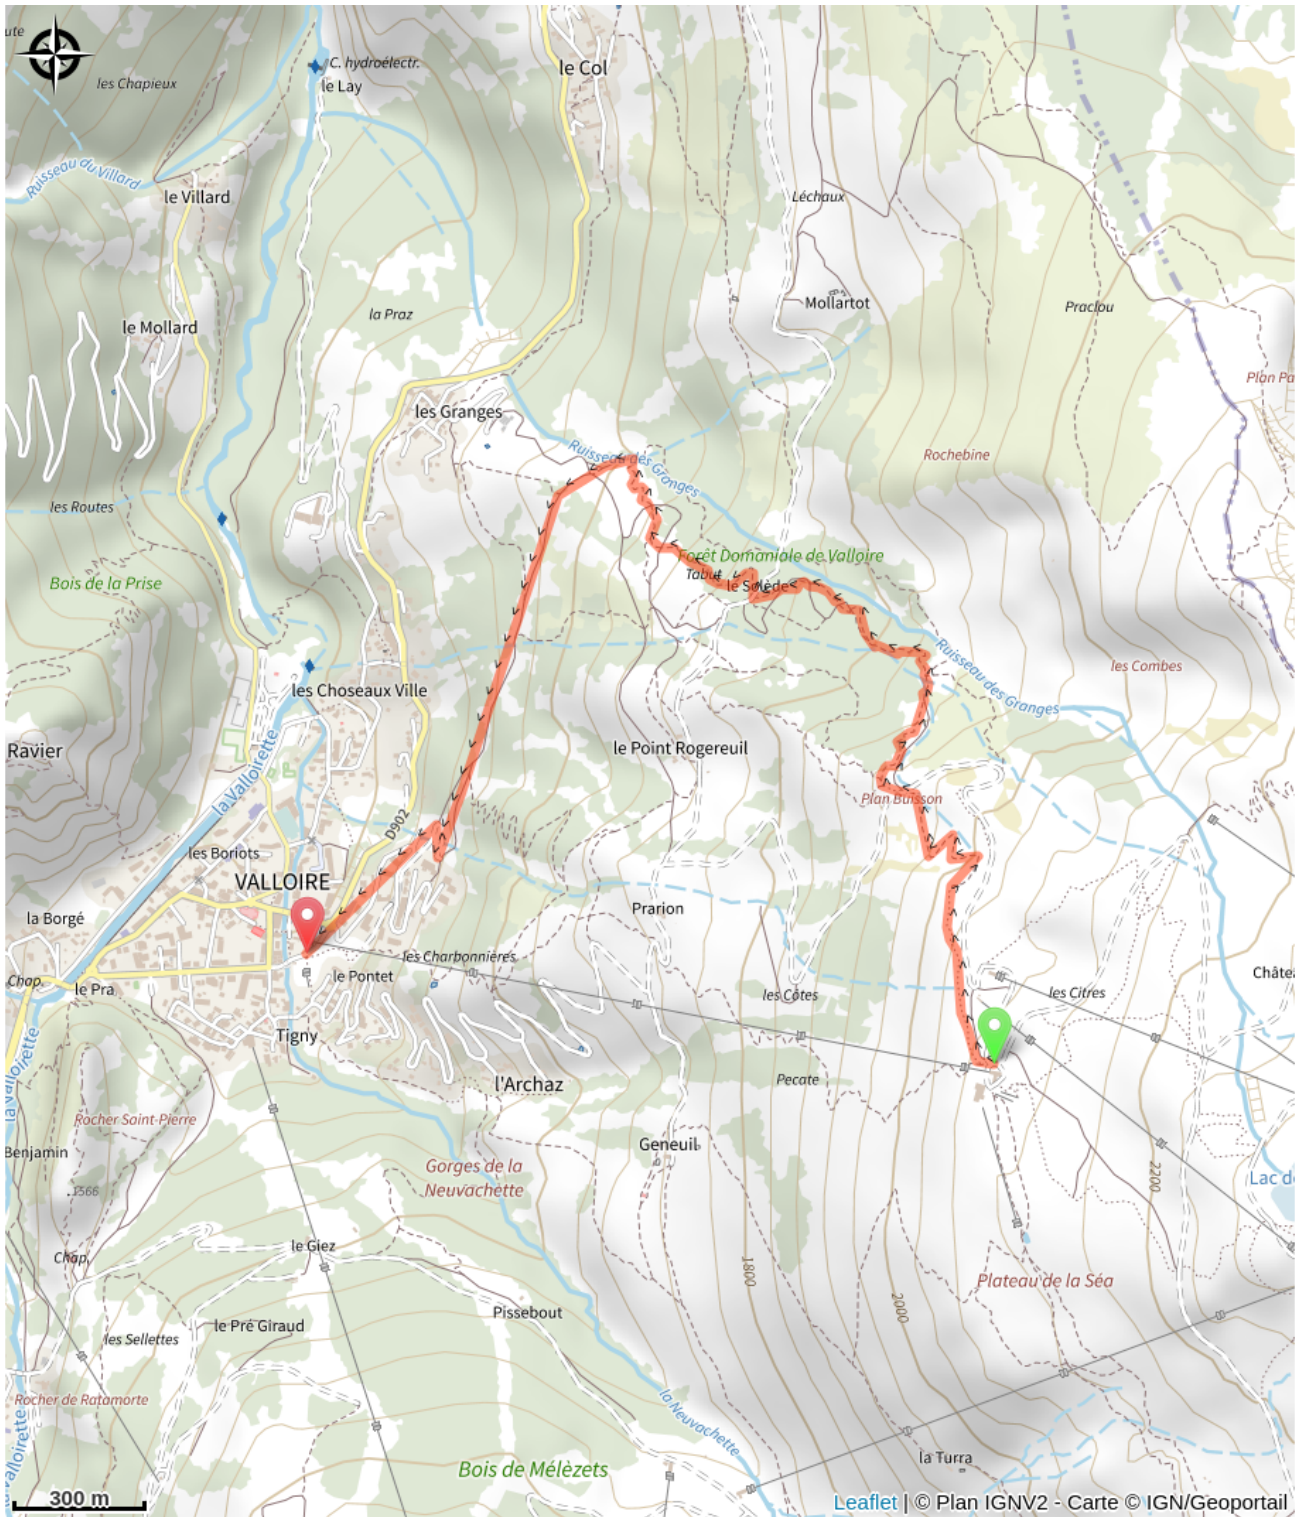 C. hydroélectr.
le Lay
le Col
les Chapieux
Ruisseau du Villard
le Villard
Léchaux
Mollartot
Praclou
la Praz
le Mollard
Plan Pa
les Granges
Ruisseau des Granges
Rochebine
les Routes
Forêt Domaniale de Valloire
Tabut
le Solède
Bois de la Prise
Ruisseau des Granges
les Combes
les Choseaux Ville
Ravier
le Point Rogereuil
la Valloirette
Plan Buisson
D902
les Boriots
VALLOIRE
la Borgé
Prarion
les Charbonnières
le Pontet
Chap.
le Pra
les Côtes
les Citres
Châte
Tigny
l'Archaz
Pecate
la Valloirette
Rocher Saint-Pierre
Benjamin
Geneuil
Gorges de la
Neuvachette
2200
Lac d
1566
Chap.
le Giez
1800
Plateau de la Séa
2000
Pissebout
le Pré Giraud
les Sellettes
Rocher de Ratamorte
la Neuvachette
la Valloirette
la Turra
Bois de Mélèzets
300 m
Leaflet | © Plan IGNV2 - Carte © IGN/Geoportail